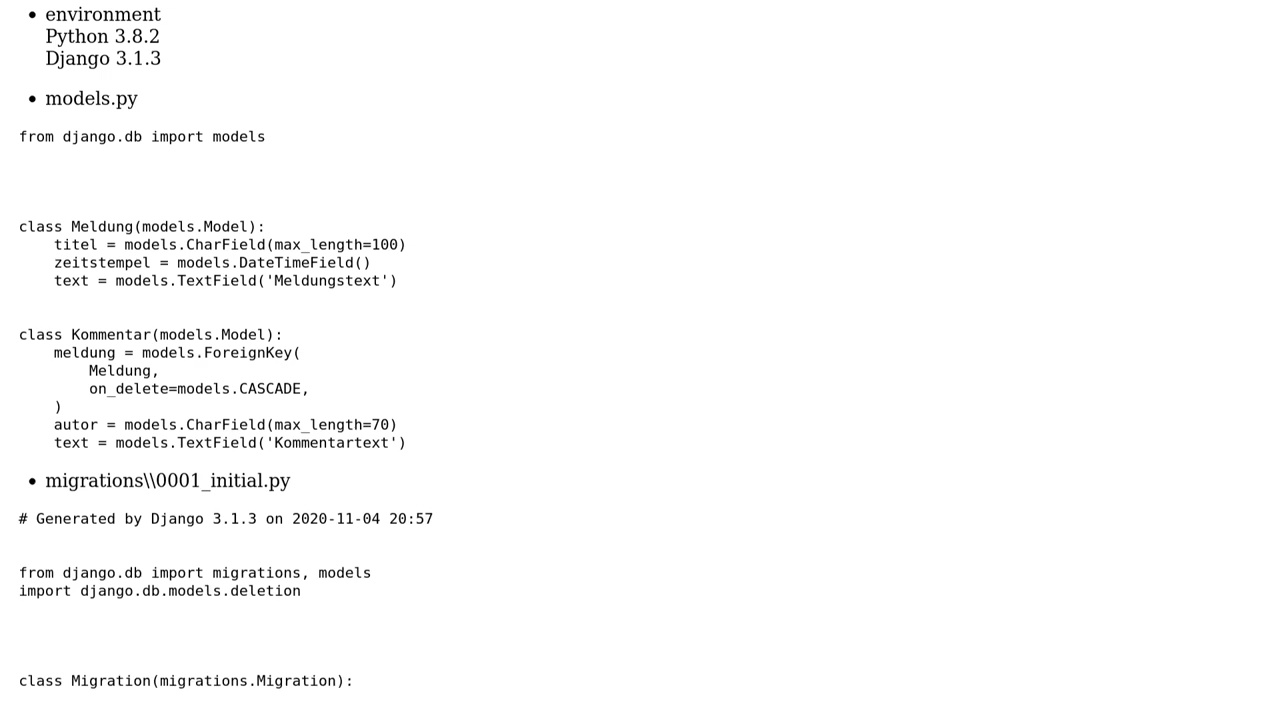 • environment
Python 3.8.2
Django 3.1.3
• models.py
from django.db import models
class Meldung(models.Model):
    titel = models.CharField(max_length=100)
    zeitstempel = models.DateTimeField()
    text = models.TextField('Meldungstext')
class Kommentar(models.Model):
    meldung = models.ForeignKey(
        Meldung,
        on_delete=models.CASCADE,
    )
    autor = models.CharField(max_length=70)
    text = models.TextField('Kommentartext')
• migrations\\0001_initial.py
# Generated by Django 3.1.3 on 2020-11-04 20:57
from django.db import migrations, models
import django.db.models.deletion
class Migration(migrations.Migration):